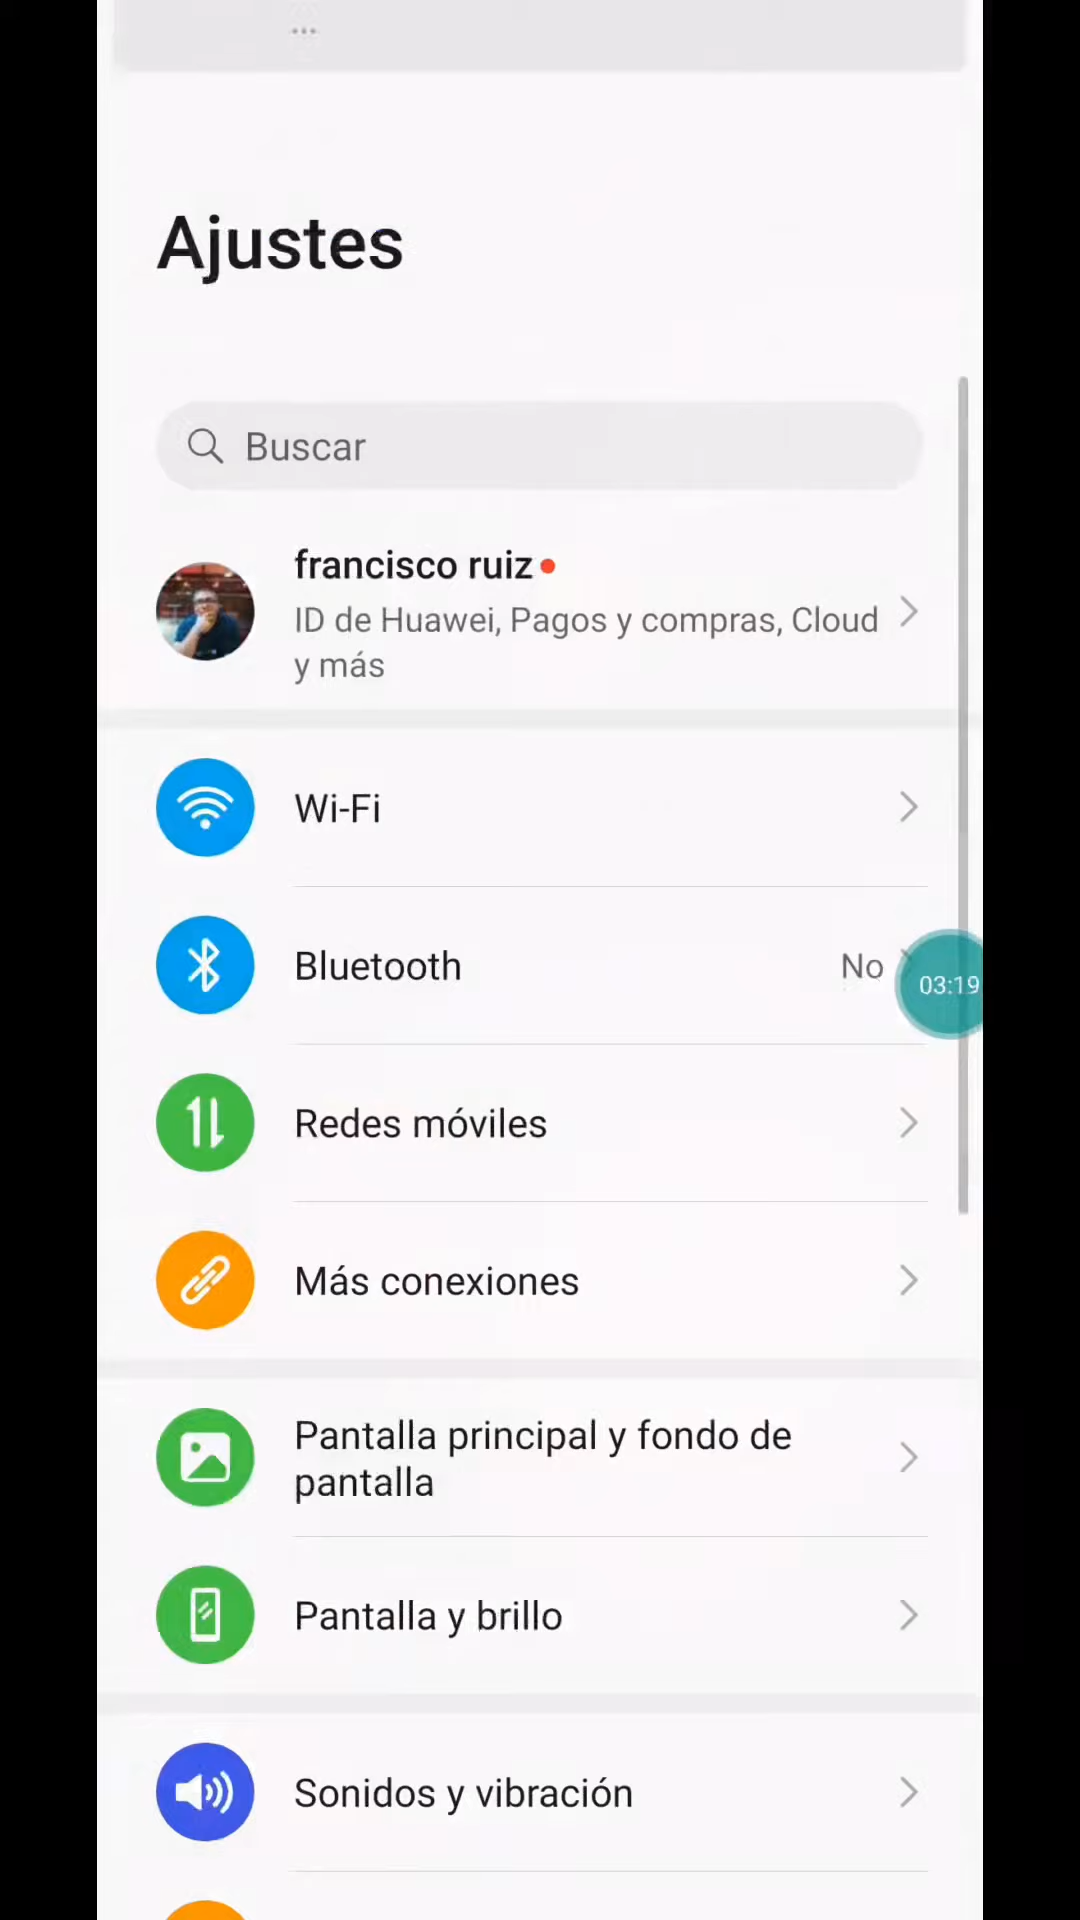 Ajustes
Buscar
francisco ruiz
ID de Huawei, Pagos y compras, Cloud
y más
Wi-Fi
Bluetooth
No
03:19
Redes móviles
Más conexiones
Pantalla principal y fondo de
pantalla
Pantalla y brillo
Sonidos y vibración